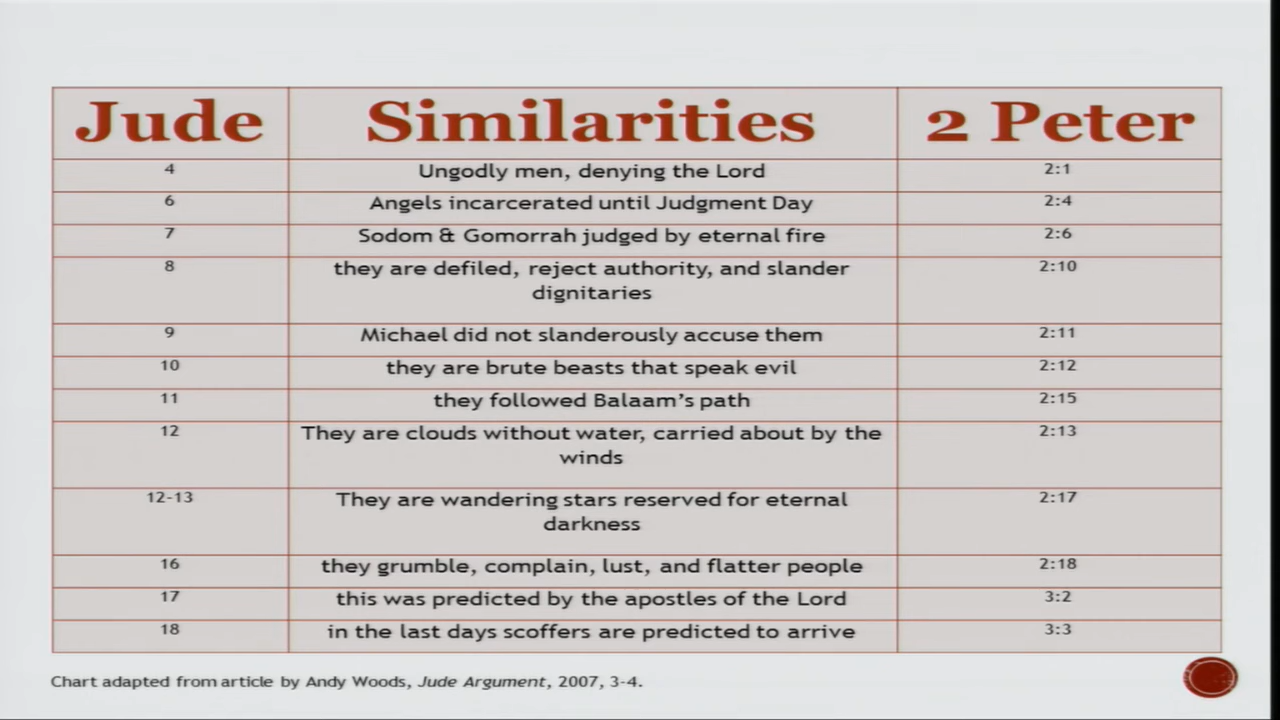 Jude Similarities 2 Peter
4 Ungodly men, denying the Lord 2:1
6 Angels incarcerated until Judgment Day 2:4
7 Sodom & Gomorrah judged by eternal fire 2:6
8 they are defiled, reject authority, and slander 2:10
dignitaries
9 Michael did not slanderously accuse them 2:11
10 they are brute beasts that speak evil 2:12
11 they followed Balaam's path 2:15
12 They are clouds without water, carried about by the 2:13
winds
12-13 They are wandering stars reserved for eternal 2:17
darkness
16 they grumble, complain, lust, and flatter people 2:18
17 this was predicted by the apostles of the Lord 3:2
18 in the last days scoffers are predicted to arrive 3:3
Chart adapted from article by Andy Woods, Jude Argument, 2007, 3-4.